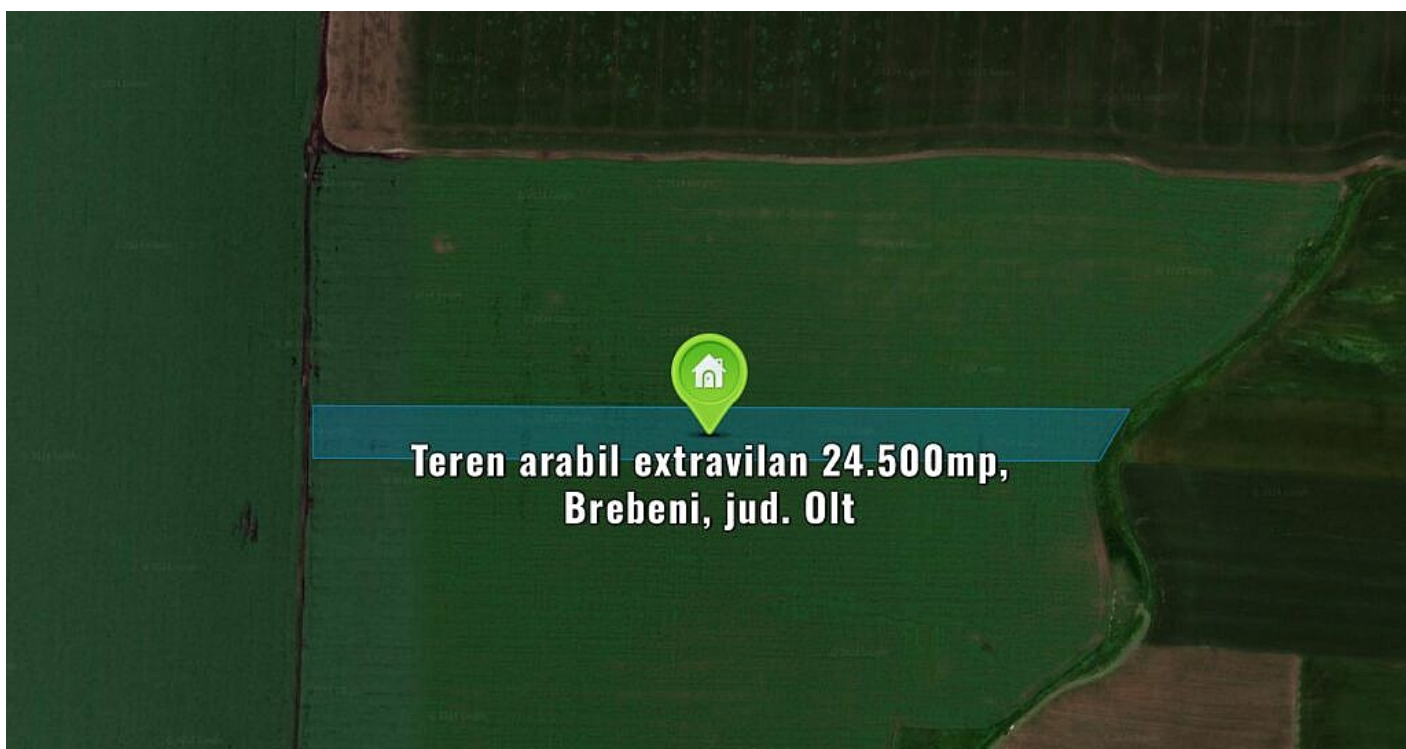 Teren arabil extravilan 24.500mp,
Brebeni, jud. Olt